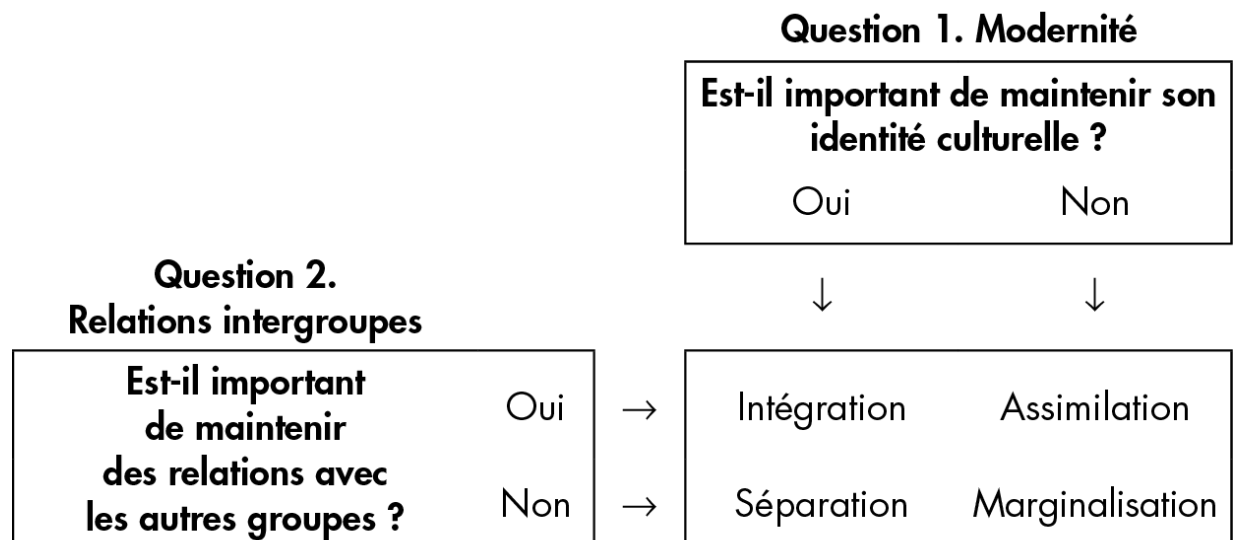 Question 1. Modernité
Est-il important de maintenir son
identité culturelle ?
Oui Non
Question 2.
Relations intergroupes
↓ ↓
Est-il important
de maintenir
des relations avec
les autres groupes ?
Oui → Intégration Assimilation
Non → Séparation Marginalisation